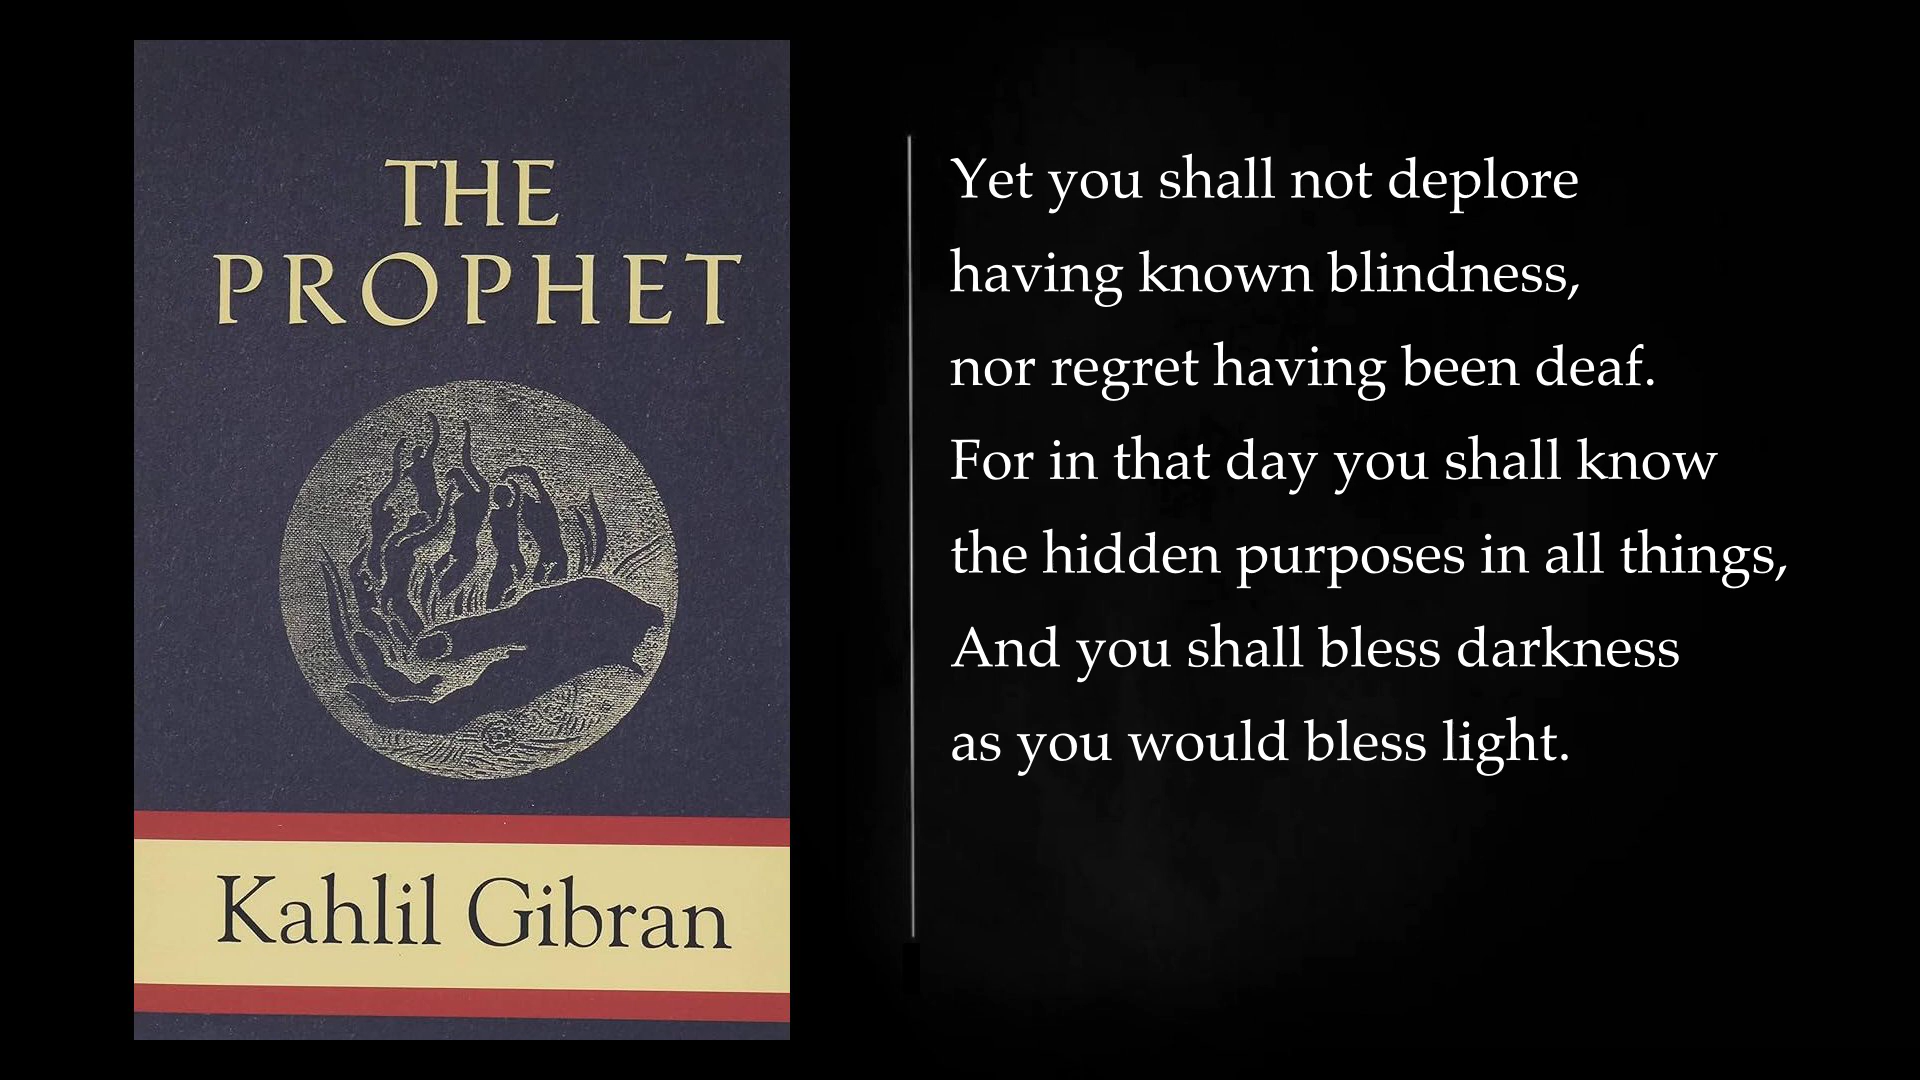 THE
PROPHET
Kahlil Gibran
Yet you shall not deplore
having known blindness,
nor regret having been deaf.
For in that day you shall know
the hidden purposes in all things,
And you shall bless darkness
as you would bless light.